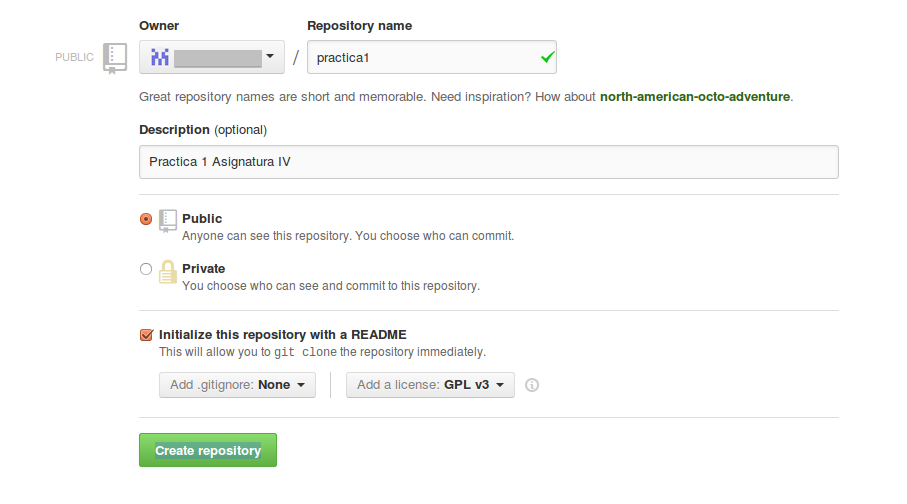 Owner
Repository name
PUBLIC
/
practica1
Great repository names are short and memorable. Need inspiration? How about north-american-octo-adventure.
Description (optional)
Practica 1 Asignatura IV
Public
Anyone can see this repository. You choose who can commit.
Private
You choose who can see and commit to this repository.
Initialize this repository with a README
This will allow you to git clone the repository immediately.
Add .gitignore: None
Add a license: GPL v3
Create repository